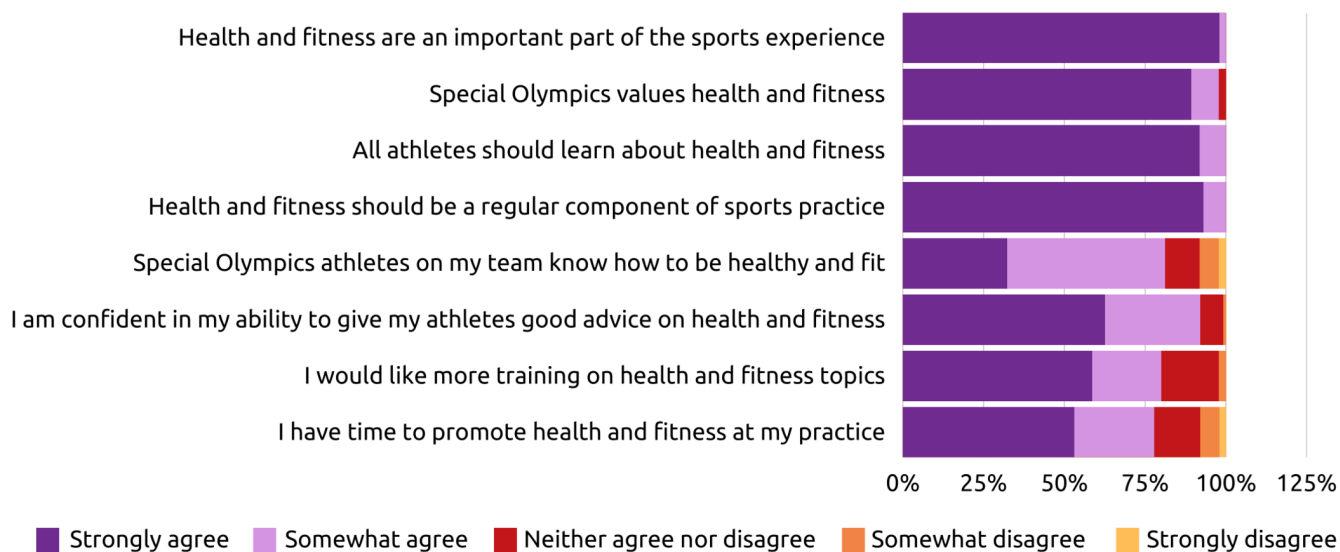 Health and fitness are an important part of the sports experience
Special Olympics values health and fitness
All athletes should learn about health and fitness
Health and fitness should be a regular component of sports practice
Special Olympics athletes on my team know how to be healthy and fit
I am confident in my ability to give my athletes good advice on health and fitness
I would like more training on health and fitness topics
I have time to promote health and fitness at my practice
0% 25% 50% 75% 100% 125%
Strongly agree Somewhat agree Neither agree nor disagree Somewhat disagree Strongly disagree